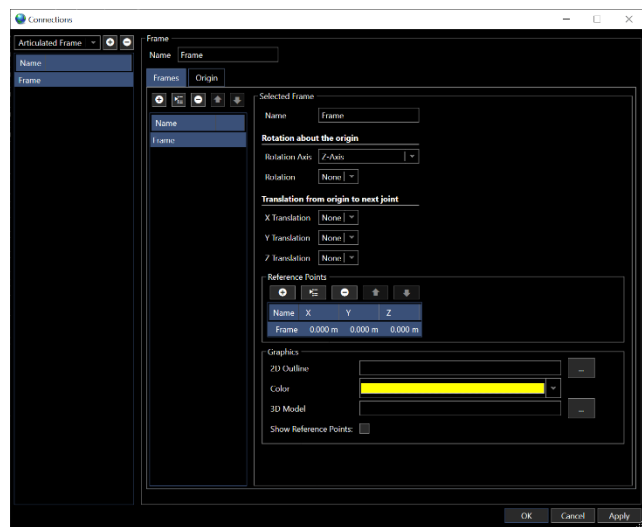 Connections
Articulated Frame
Name
Frame
Frame
Name Frame
Frames Origin
Name
Frame
Selected Frame
Name Frame
Rotation about the origin
Rotation Axis Z-Axis
Rotation None
Translation from origin to next joint
X Translation None
Y Translation None
Z Translation None
Reference Points
Name X Y Z
Frame 0.000 m 0.000 m 0.000 m
Graphics
2D Outline ...
Color
3D Model ...
Show Reference Points:
OK Cancel Apply